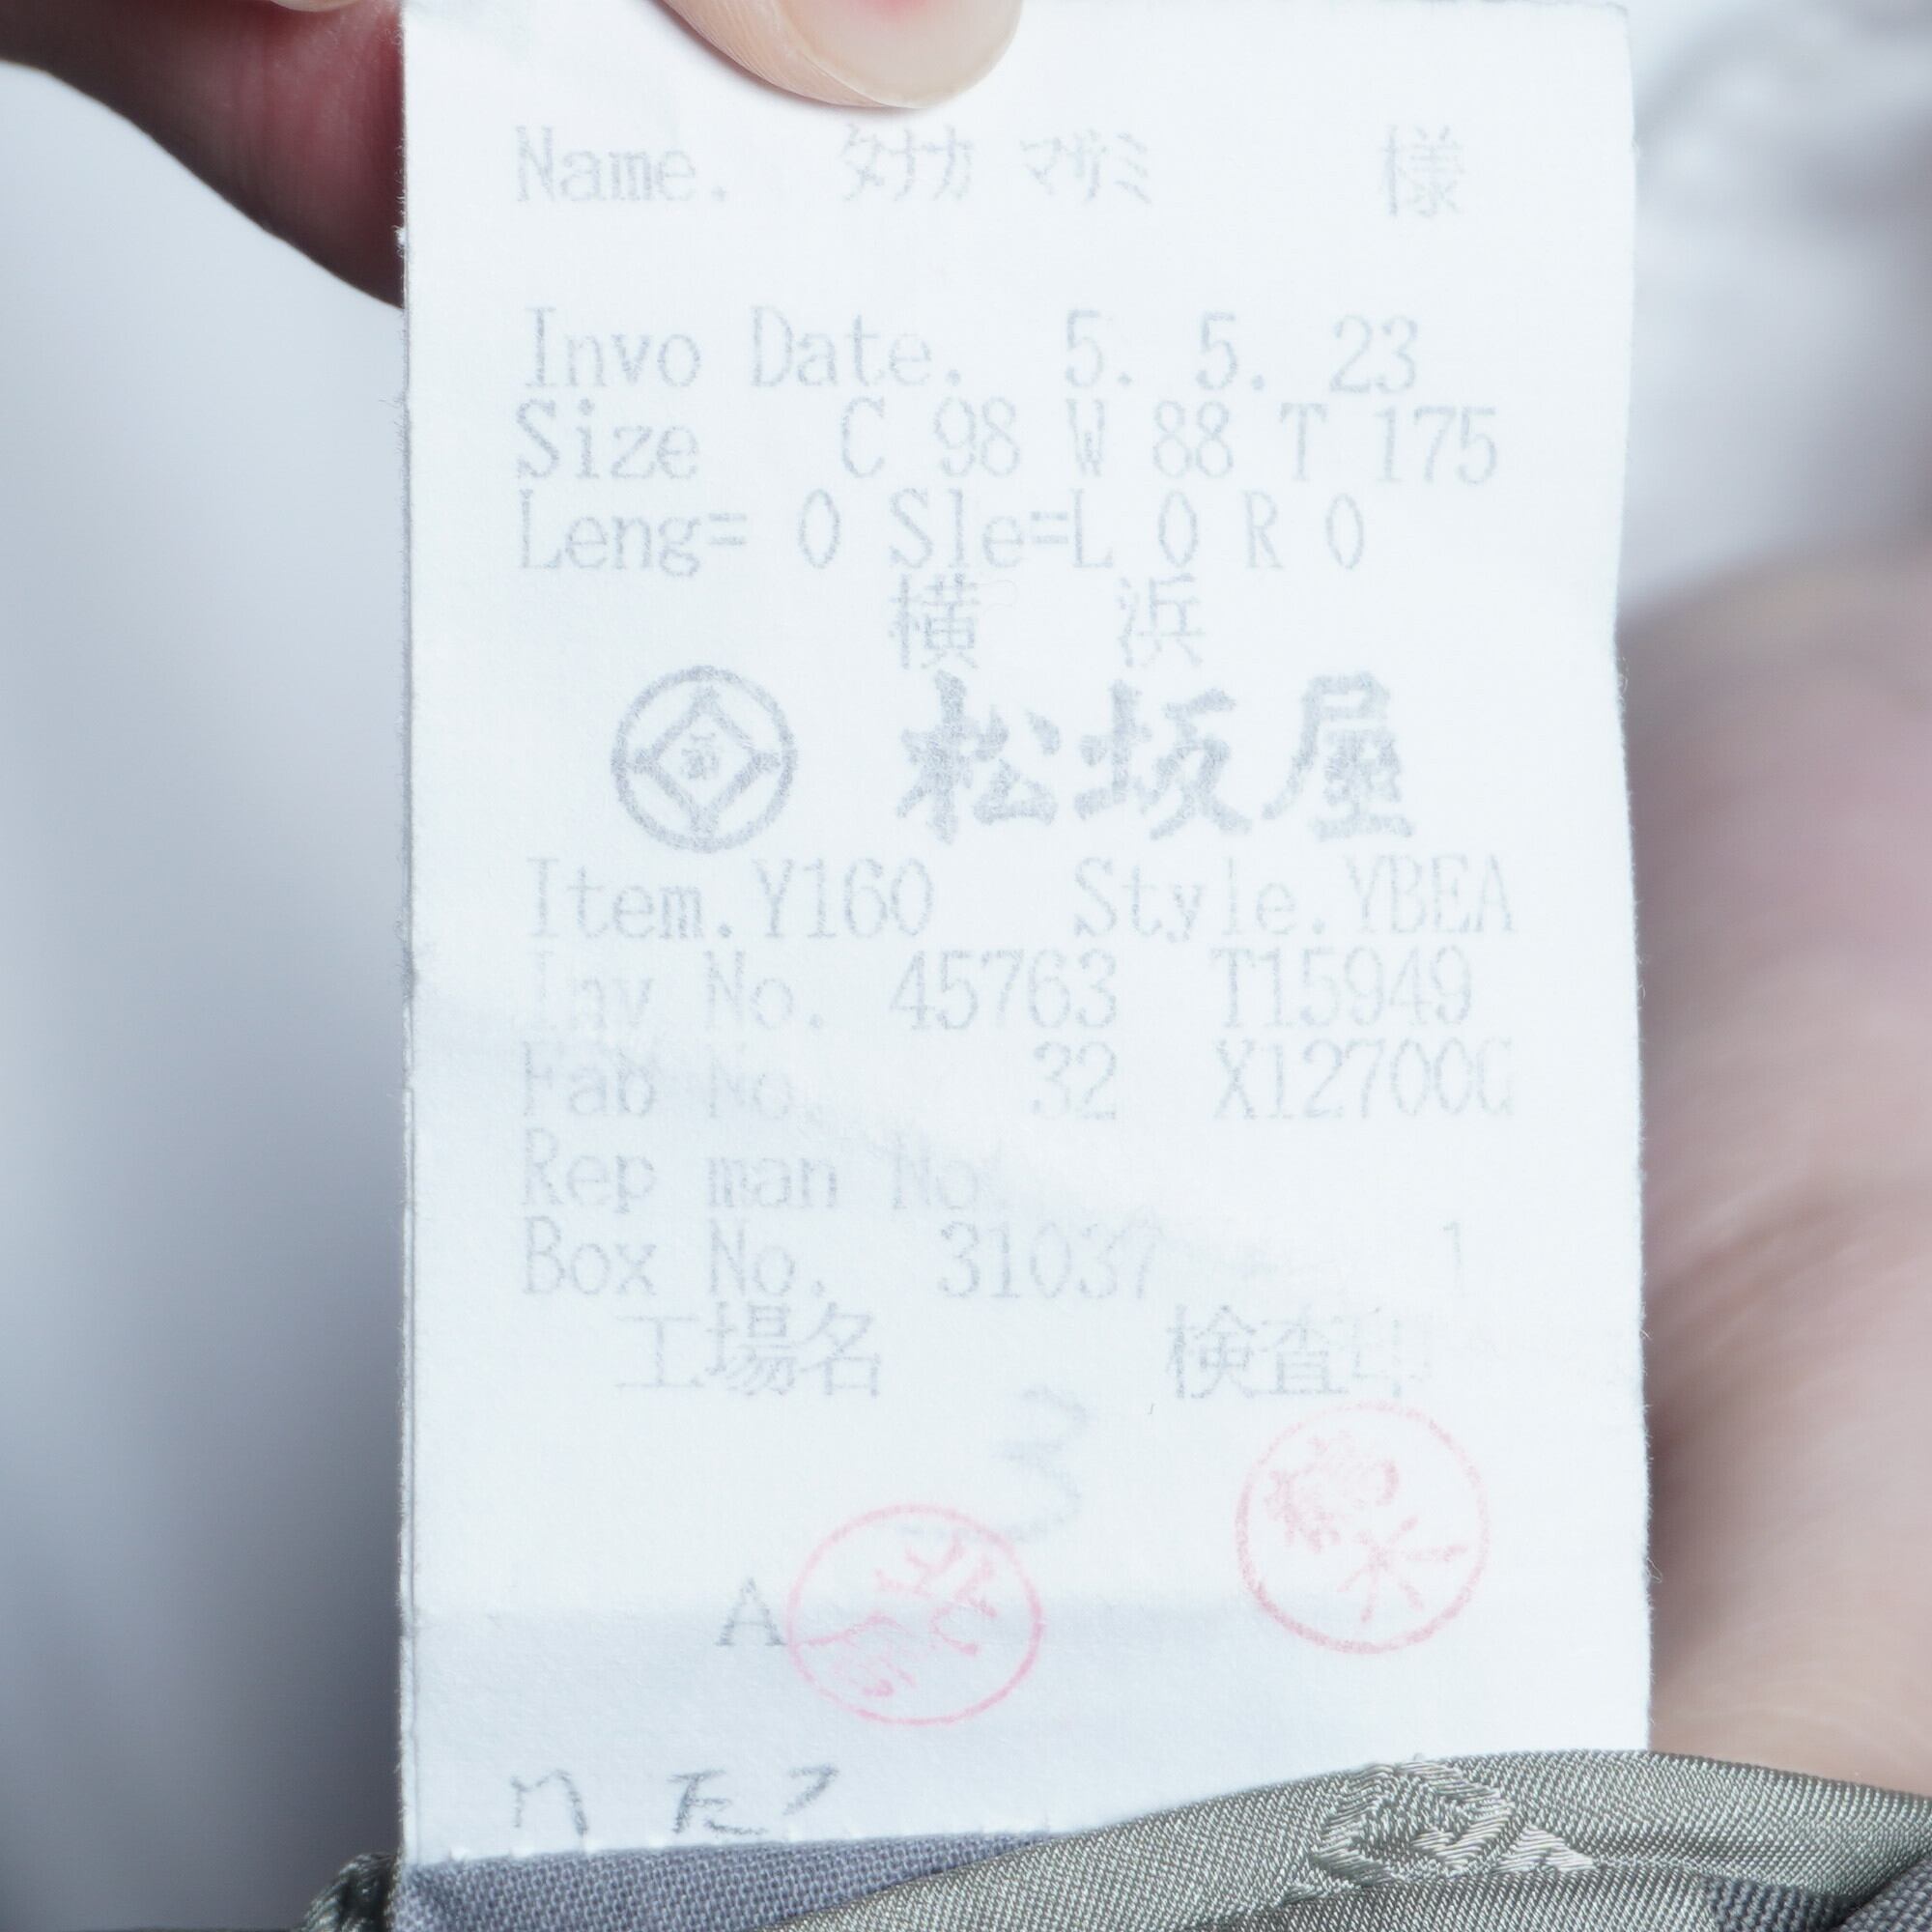 Name. タナカ マサミ 様
Invo Date. 5. 5. 23
Size C 98 W 88 T 175
Leng= 0 Sle=L 0 R 0
横 浜
松坂屋
Item.Y160 Style.YBEA
Lav No. 45763 T15949
Fab No. 32 X12700G
Rep man No.
Box No. 31037 1
工場名 検査印
3
A